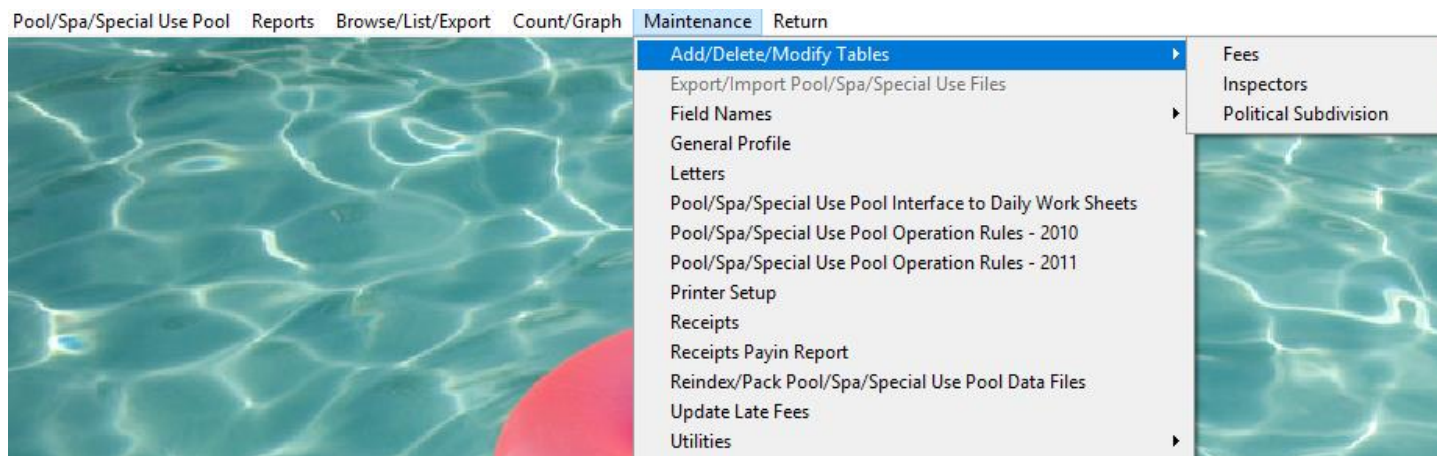 Pool/Spa/Special Use Pool Reports Browse/List/Export Count/Graph Maintenance Return
Add/Delete/Modify Tables
Export/Import Pool/Spa/Special Use Files
Field Names
General Profile
Letters
Pool/Spa/Special Use Pool Interface to Daily Work Sheets
Pool/Spa/Special Use Pool Operation Rules - 2010
Pool/Spa/Special Use Pool Operation Rules - 2011
Printer Setup
Receipts
Receipts Payin Report
Reindex/Pack Pool/Spa/Special Use Pool Data Files
Update Late Fees
Utilities
Fees
Inspectors
Political Subdivision